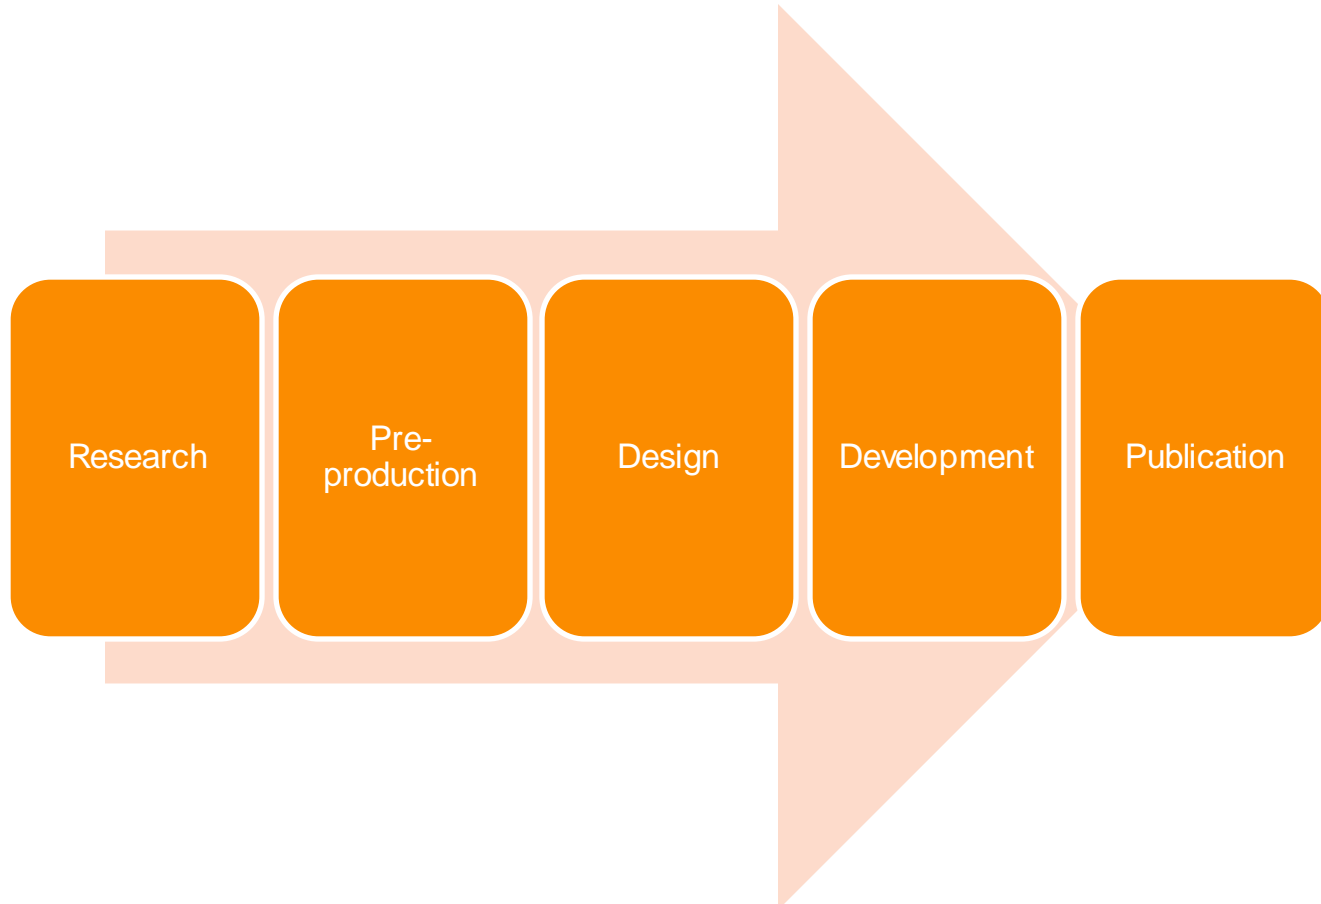 Research
Pre-
production
Design
Development
Publication